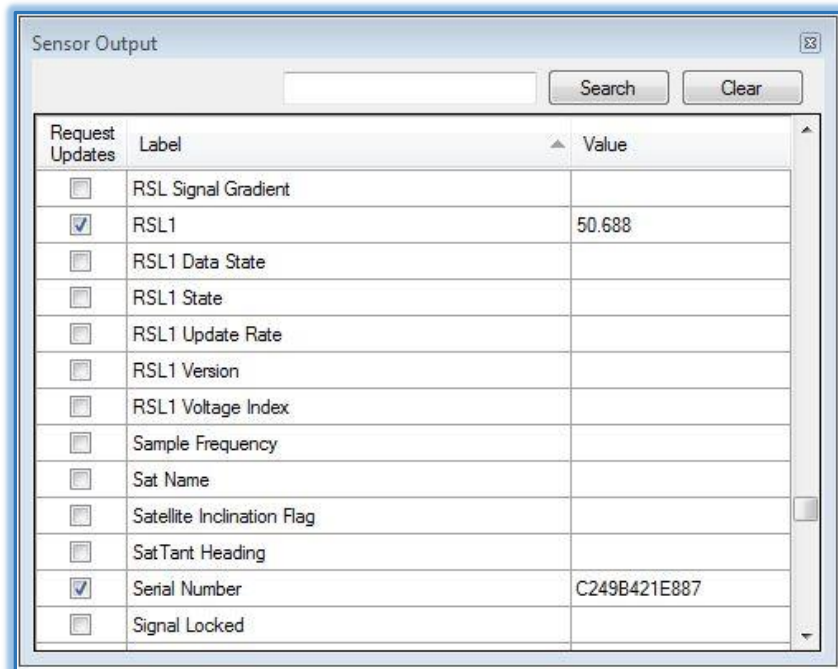 Sensor Output
Search Clear
Request
Updates Label Value
RSL Signal Gradient
RSL1 50.688
RSL1 Data State
RSL1 State
RSL1 Update Rate
RSL1 Version
RSL1 Voltage Index
Sample Frequency
Sat Name
Satellite Inclination Flag
SatTant Heading
Serial Number C249B421E887
Signal Locked